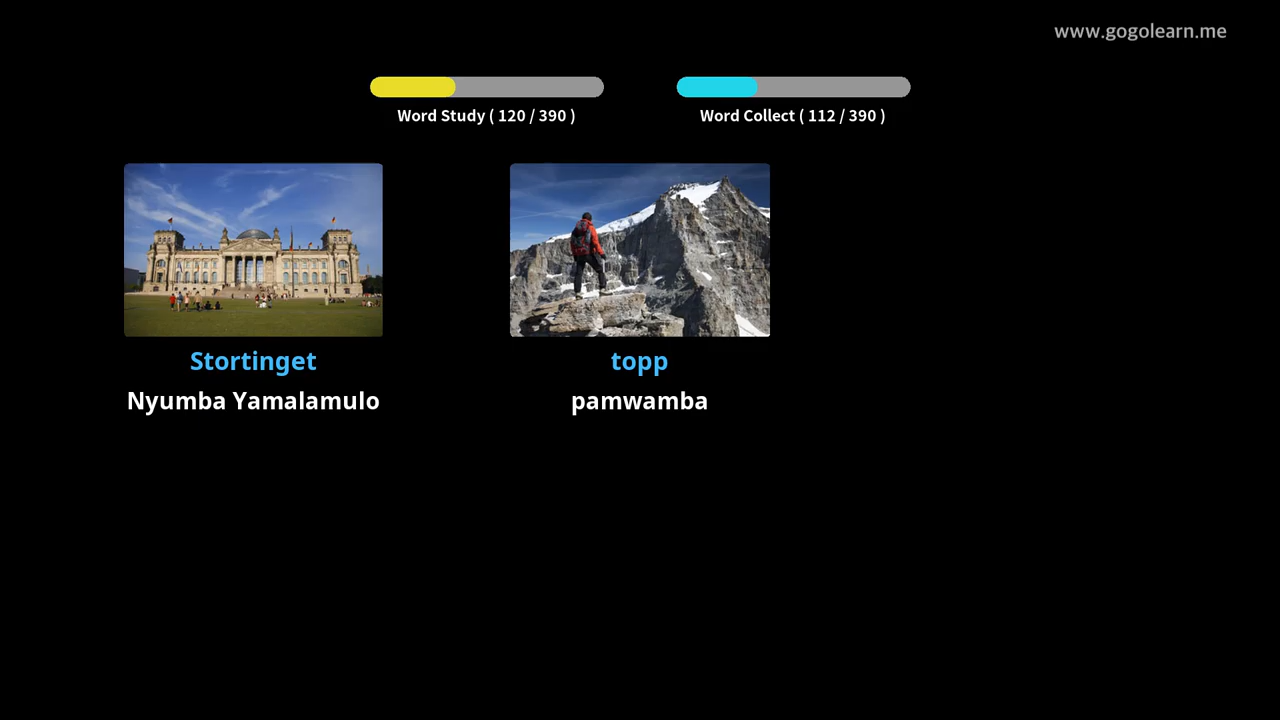 www.gogolearn.me
Word Study ( 120 / 390 )
Word Collect ( 112 / 390 )
Stortinget
Nyumba Yamalamulo
topp
pamwamba